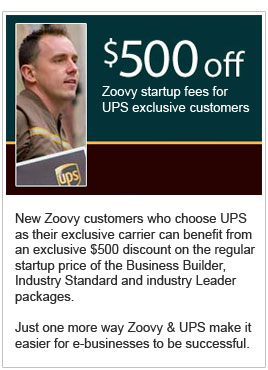 $500 off
Zoovy startup fees for
UPS exclusive customers
ups
New Zoovy customers who choose UPS
as their exclusive carrier can benefit from
an exclusive $500 discount on the regular
startup price of the Business Builder,
Industry Standard and industry Leader
packages.
Just one more way Zoovy & UPS make it
easier for e-businesses to be successful.